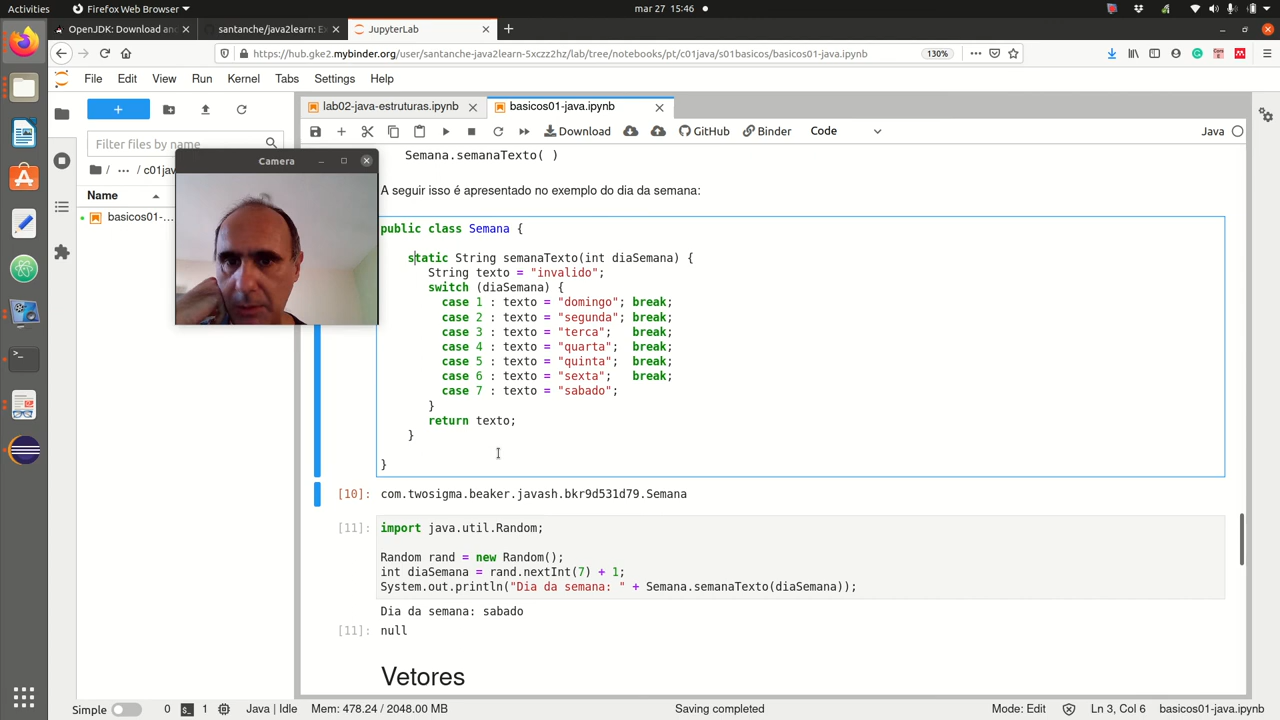 Activities
Firefox Web Browser
mar 27 15:46
OpenJDK: Download and
santanche/java2learn: E
JupyterLab
https://hub.gke2.mybinder.org/user/santanche-java2learn-5xczz2hz/lab/tree/notebooks/pt/c01java/s01basics/basicos01-java.ipynb
130%
File Edit View Run Kernel Tabs Settings Help
lab02-java-estruturas.ipynb
basicos01-java.ipynb
Filter files by name
Download
GitHub
Binder
Code
Java
/ ... / c01jav
Camera
Name
basicos01-...
Semana.semanaTexto( )
A seguir isso é apresentado no exemplo do dia da semana:
public class Semana {
static String semanaTexto(int diaSemana) {
String texto = "invalido";
switch (diaSemana) {
case 1 : texto = "domingo"; break;
case 2 : texto = "segunda"; break;
case 3 : texto = "terca"; break;
case 4 : texto = "quarta"; break;
case 5 : texto = "quinta"; break;
case 6 : texto = "sexta"; break;
case 7 : texto = "sabado";
}
return texto;
}
}
[10]: com.twosigma.beaker.javash.bkr9d531d79.Semana
[11]: import java.util.Random;
Random rand = new Random();
int diaSemana = rand.nextInt(7) + 1;
System.out.println("Dia da semana: " + Semana.semanaTexto(diaSemana));
Dia da semana: sabado
[11]: null
Vetores
Simple 0 1 Java | Idle Mem: 478.24 / 2048.00 MB Saving completed Mode: Edit Ln 3, Col 6 basicos01-java.ipynb